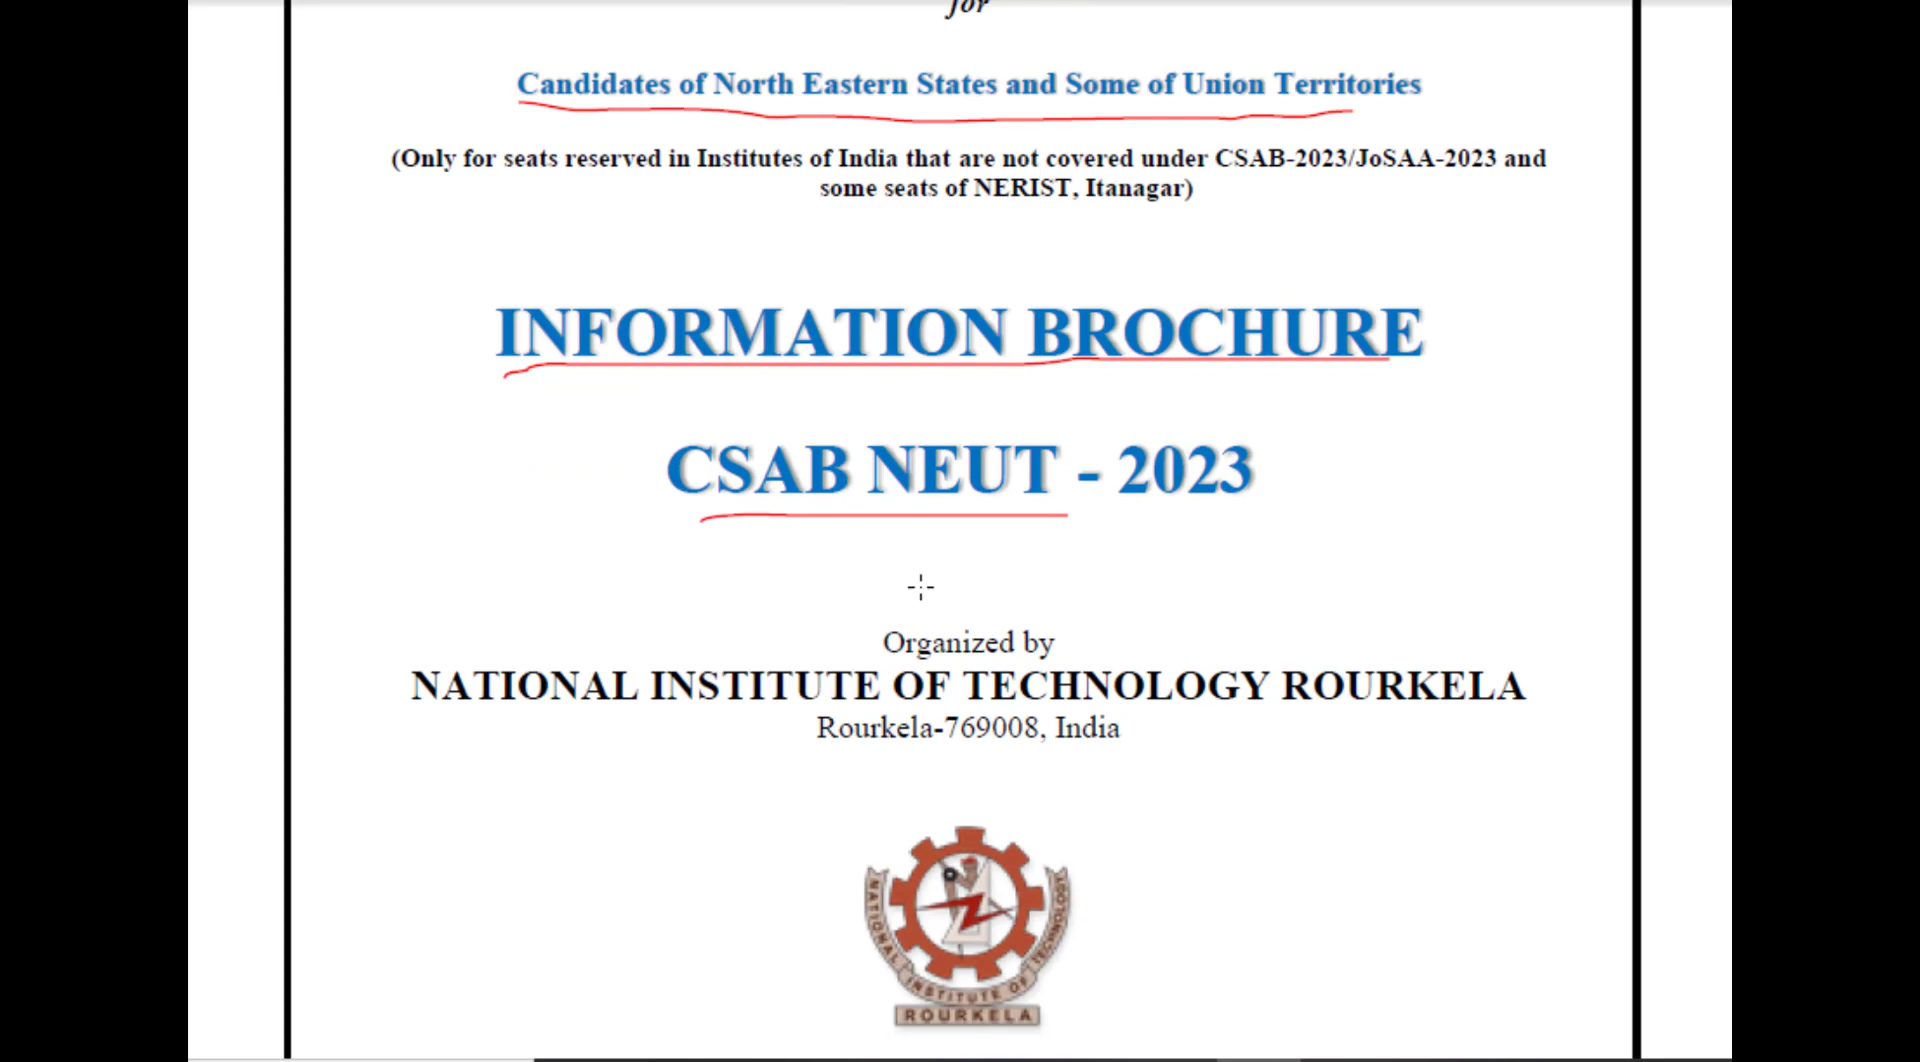 for
Candidates of North Eastern States and Some of Union Territories
(Only for seats reserved in Institutes of India that are not covered under CSAB-2023/JoSAA-2023 and
some seats of NERIST, Itanagar)
INFORMATION BROCHURE
CSAB NEUT - 2023
Organized by
NATIONAL INSTITUTE OF TECHNOLOGY ROURKELA
Rourkela-769008, India
NATIONAL INSTITUTE OF TECHNOLOGY
ROURKELA